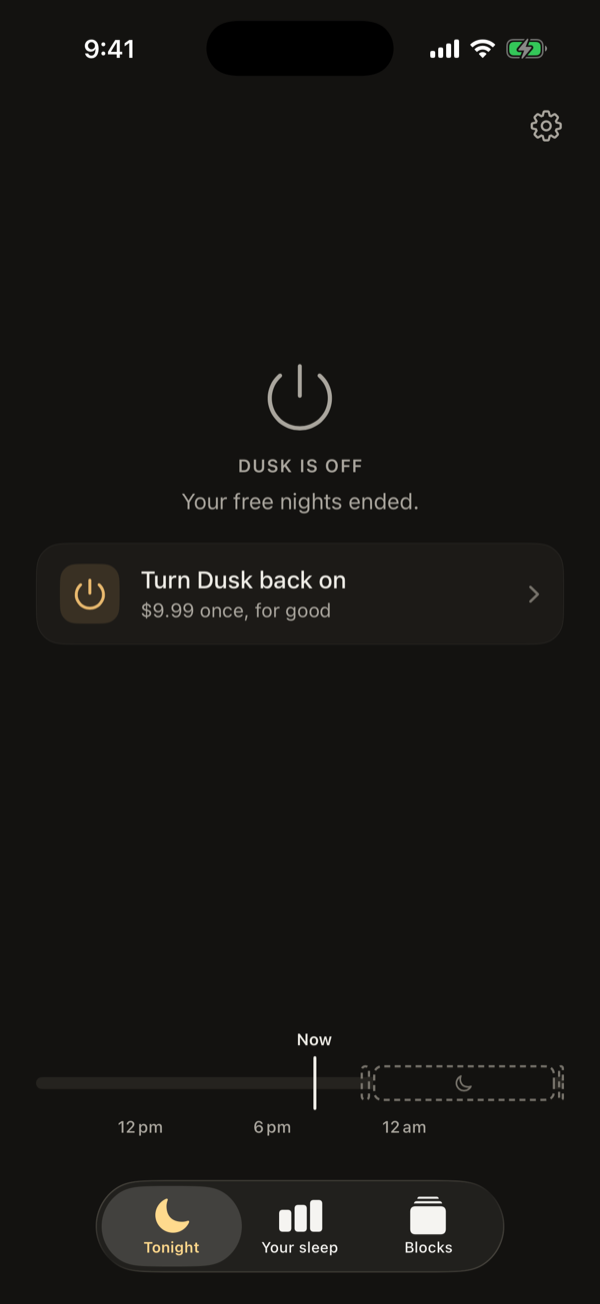 9:41
DUSK IS OFF
Your free nights ended.
Turn Dusk back on
$9.99 once, for good
Now
12 pm
6 pm
12 am
Tonight
Your sleep
Blocks